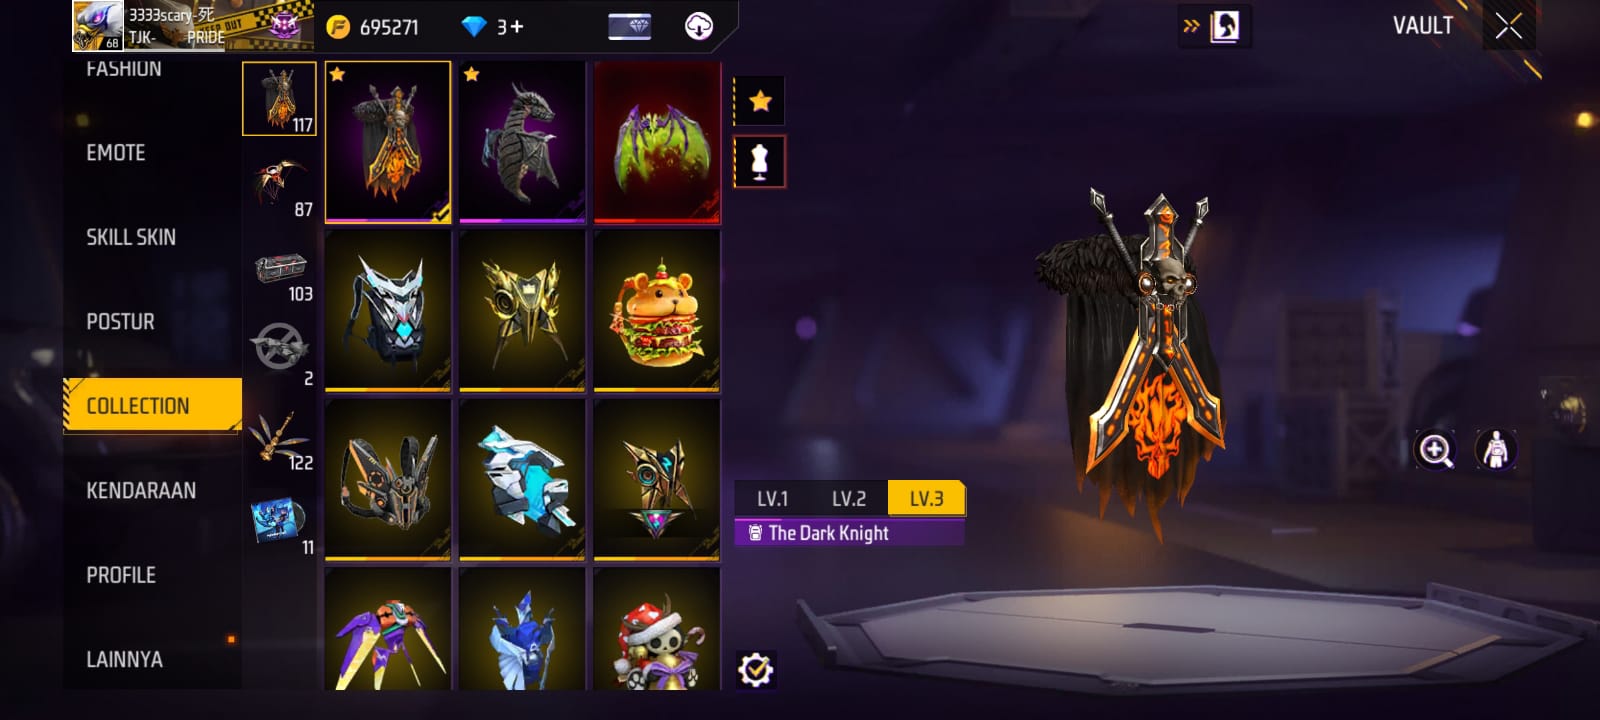 3333scary-死
TJK- PRIDE
68
695271
3+
VAULT
FASHION
EMOTE
SKILL SKIN
POSTUR
COLLECTION
KENDARAAN
PROFILE
LAINNYA
117
87
103
2
122
11
LV.1 LV.2 LV.3
The Dark Knight